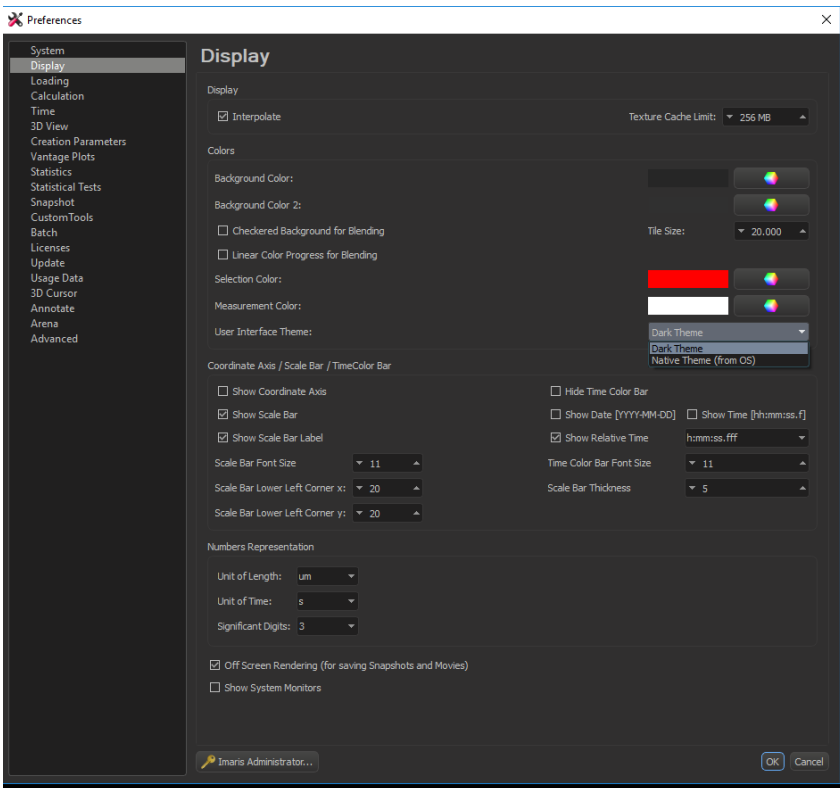 Preferences
System
Display
Loading
Calculation
Time
3D View
Creation Parameters
Vantage Plots
Statistics
Statistical Tests
Snapshot
CustomTools
Batch
Licenses
Update
Usage Data
3D Cursor
Annotate
Arena
Advanced
Display
Display
Interpolate Texture Cache Limit: 256 MB
Colors
Background Color:
Background Color 2:
Checkered Background for Blending Tile Size: 20.000
Linear Color Progress for Blending
Selection Color:
Measurement Color:
User Interface Theme: Dark Theme
Dark Theme
Native Theme (from OS)
Coordinate Axis / Scale Bar / TimeColor Bar
Show Coordinate Axis Hide Time Color Bar
Show Scale Bar Show Date [YYYY-MM-DD] Show Time [hh:mm:ss.f]
Show Scale Bar Label Show Relative Time h:mm:ss.fff
Scale Bar Font Size 11 Time Color Bar Font Size 11
Scale Bar Lower Left Corner x: 20 Scale Bar Thickness 5
Scale Bar Lower Left Corner y: 20
Numbers Representation
Unit of Length: um
Unit of Time: s
Significant Digits: 3
Off Screen Rendering (for saving Snapshots and Movies)
Show System Monitors
Imaris Administrator... OK Cancel